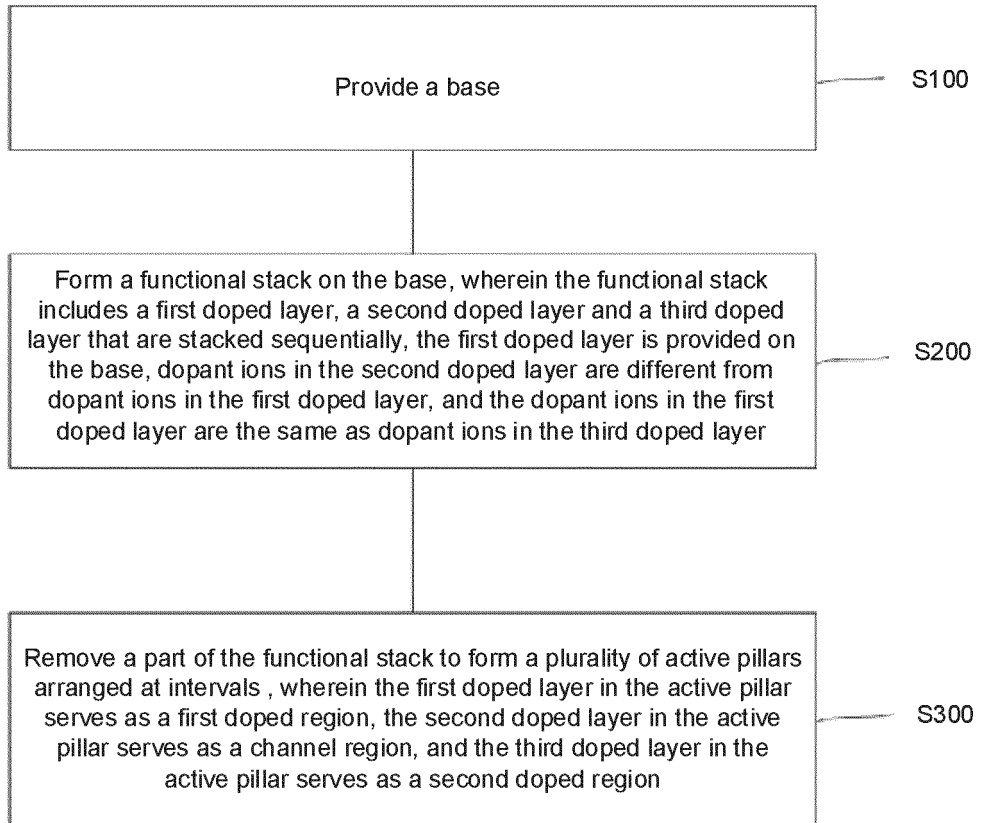 Provide a base
S100
Form a functional stack on the base, wherein the functional stack
includes a first doped layer, a second doped layer and a third doped
layer that are stacked sequentially, the first doped layer is provided on
the base, dopant ions in the second doped layer are different from
dopant ions in the first doped layer, and the dopant ions in the first
doped layer are the same as dopant ions in the third doped layer
S200
Remove a part of the functional stack to form a plurality of active pillars
arranged at intervals , wherein the first doped layer in the active pillar
serves as a first doped region, the second doped layer in the active
pillar serves as a channel region, and the third doped layer in the
active pillar serves as a second doped region
S300